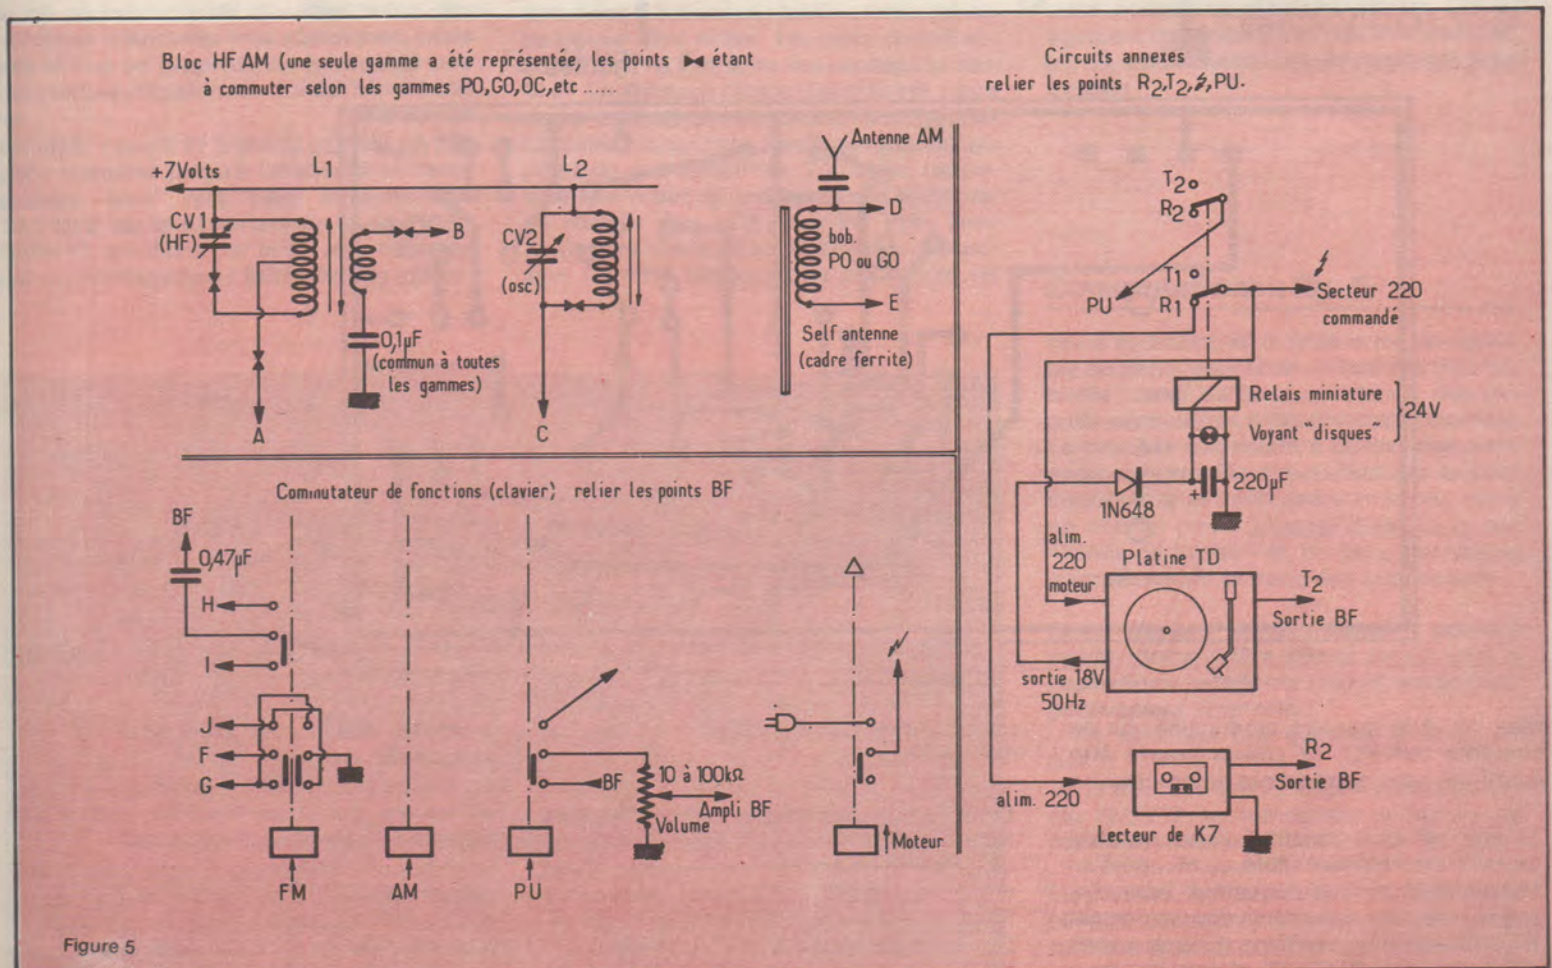 Bloc HF AM (une seule gamme a été représentée, les points ⧓ étant
à commuter selon les gammes PO,GO,OC,etc ......
+7Volts
L1
L2
CV1
(HF)
B
0,1µF
(commun à toutes
les gammes)
A
CV2
(osc)
C
Antenne AM
D
bob.
PO ou GO
E
Self antenne
(cadre ferrite)
Circuits annexes
relier les points R2,T2,⚡,PU.
T2
R2
PU
T1
R1
Secteur 220
commandé
Relais miniature
Voyant "disques"
24V
1N648
+
220µF
alim.
220
moteur
Platine TD
T2
Sortie BF
sortie 18V
50Hz
R2
Sortie BF
alim. 220
Lecteur de K7
Commutateur de fonctions (clavier) relier les points BF
BF
0,47µF
H
I
J
F
G
BF
10 à 100kΩ
Ampli BF
Volume
Moteur
FM
AM
PU
Figure 5